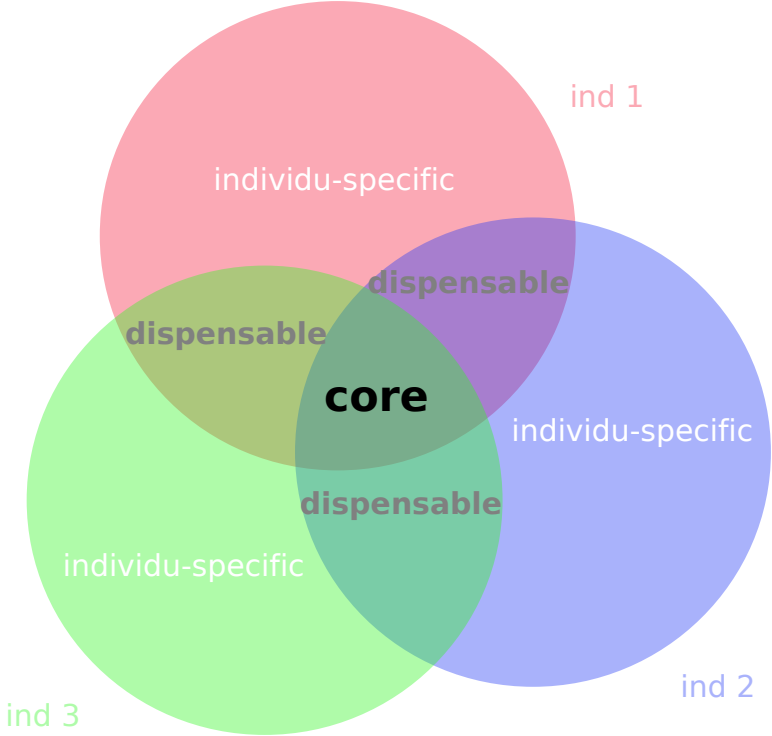 ind 1
individu-specific
dispensable
dispensable
core
individu-specific
dispensable
individu-specific
ind 2
ind 3